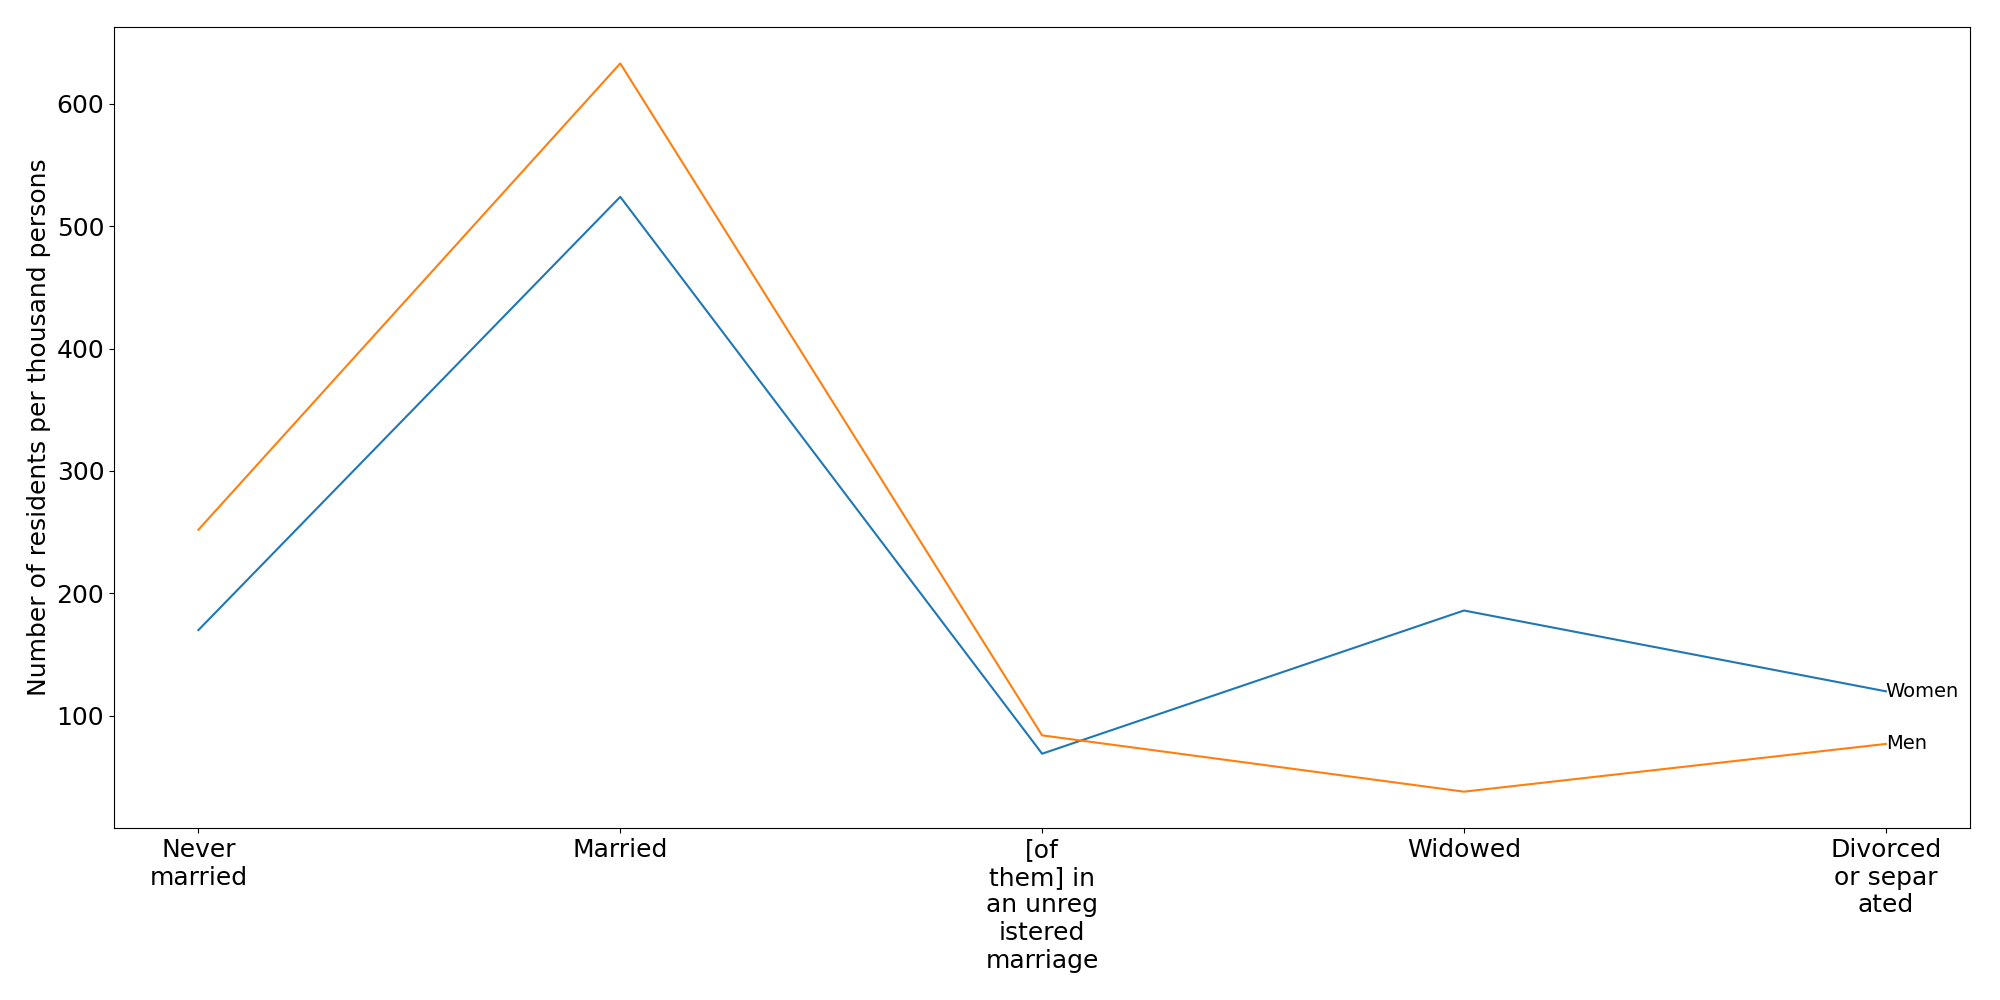 Number of residents per thousand persons
600
500
400
300
200
100
Women
Men
Never
married
Married
[of
them] in
an unreg
istered
marriage
Widowed
Divorced
or separ
ated